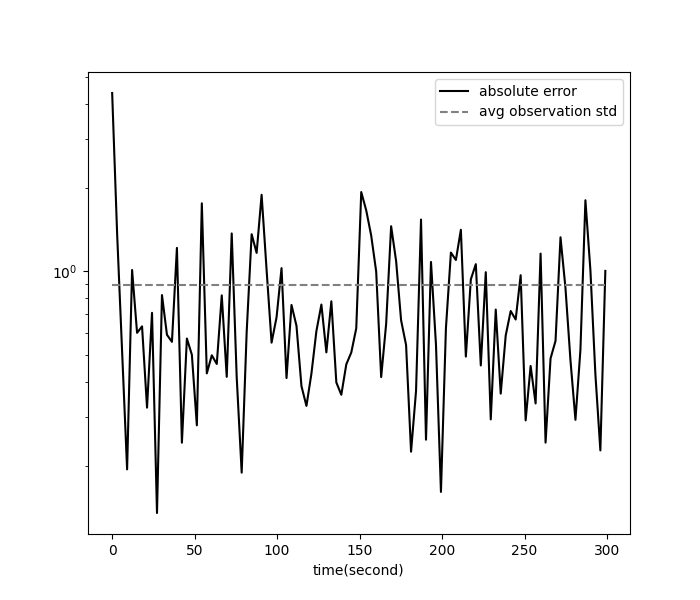 absolute error
avg observation std
10⁰
0 50 100 150 200 250 300
time(second)